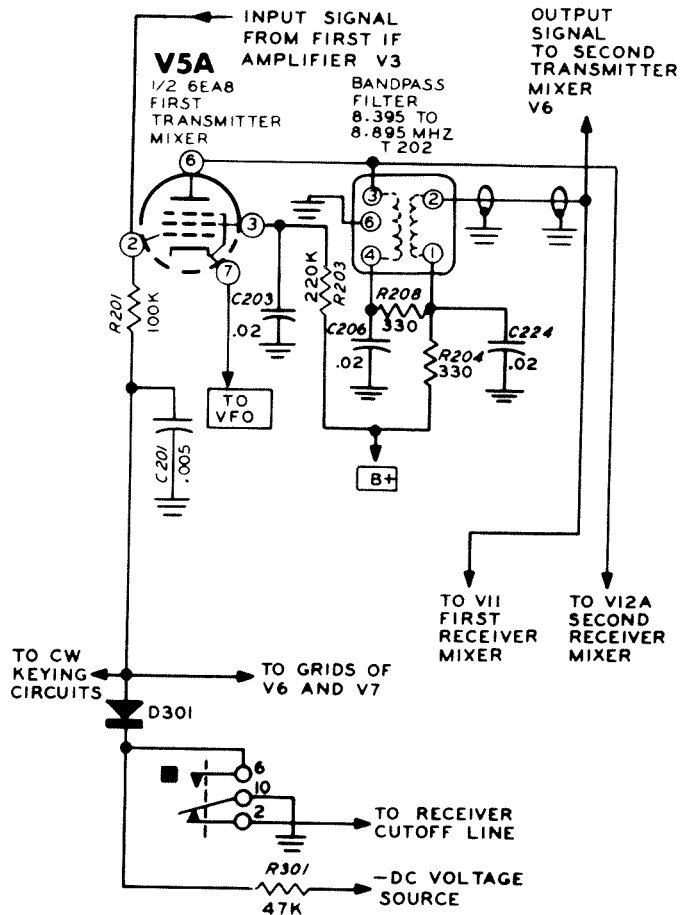 INPUT SIGNAL
FROM FIRST IF
AMPLIFIER V3
OUTPUT
SIGNAL
TO SECOND
TRANSMITTER
MIXER
V6
V5A
1/2 6EA8
FIRST
TRANSMITTER
MIXER
BANDPASS
FILTER
8.395 TO
8.895 MHZ
T 202
6
3
2
6
4
1
2
3
7
R201
100K
C203
.02
220K
R203
C206
.02
R208
330
R204
330
C224
.02
TO
VFO
C201
.005
B+
TO V11
FIRST
RECEIVER
MIXER
TO V12A
SECOND
RECEIVER
MIXER
TO CW
KEYING
CIRCUITS
TO GRIDS OF
V6 AND V7
D301
6
10
2
TO RECEIVER
CUTOFF LINE
R301
47K
-DC VOLTAGE
SOURCE